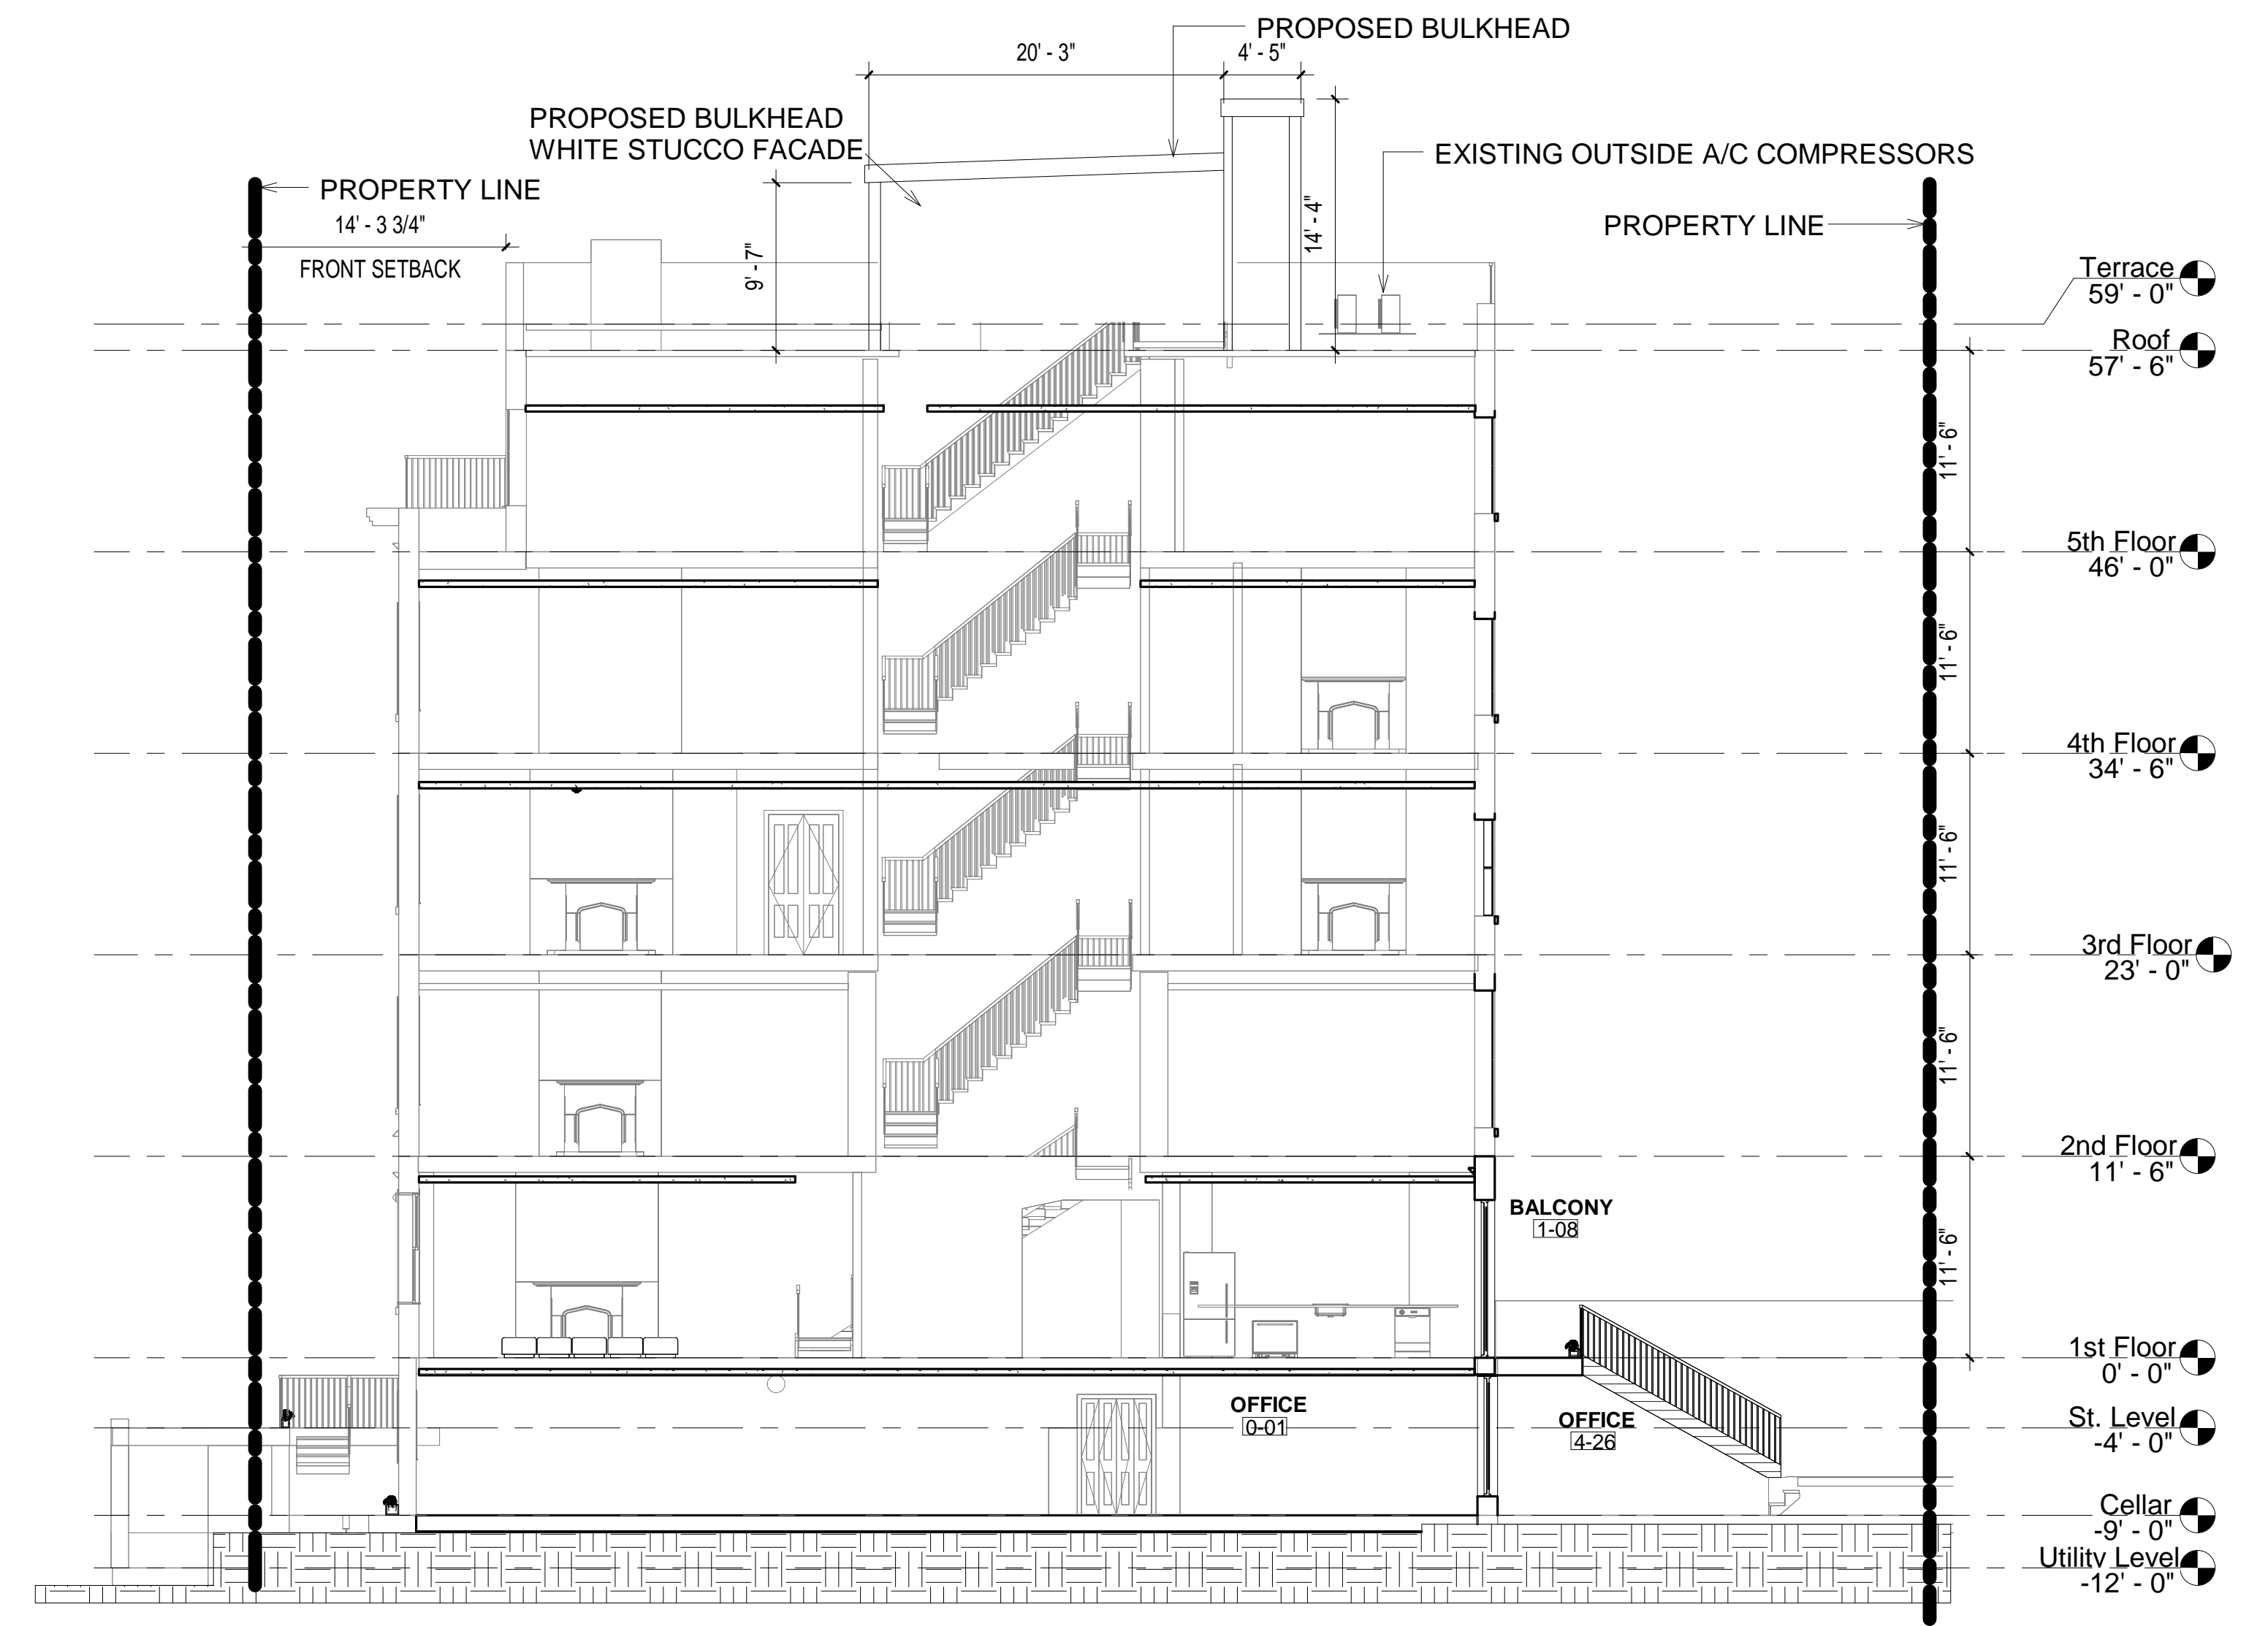 PROPOSED BULKHEAD
20' - 3"
4' - 5"
PROPOSED BULKHEAD
WHITE STUCCO FACADE
EXISTING OUTSIDE A/C COMPRESSORS
PROPERTY LINE
14' - 3 3/4"
FRONT SETBACK
9' - 7"
14' - 4"
PROPERTY LINE
Terrace
59' - 0"
Roof
57' - 6"
11' - 6"
5th Floor
46' - 0"
11' - 6"
4th Floor
34' - 6"
11' - 6"
3rd Floor
23' - 0"
11' - 6"
2nd Floor
11' - 6"
BALCONY
1-08
11' - 6"
1st Floor
0' - 0"
OFFICE
0-01
OFFICE
4-26
St. Level
-4' - 0"
Cellar
-9' - 0"
Utility Level
-12' - 0"